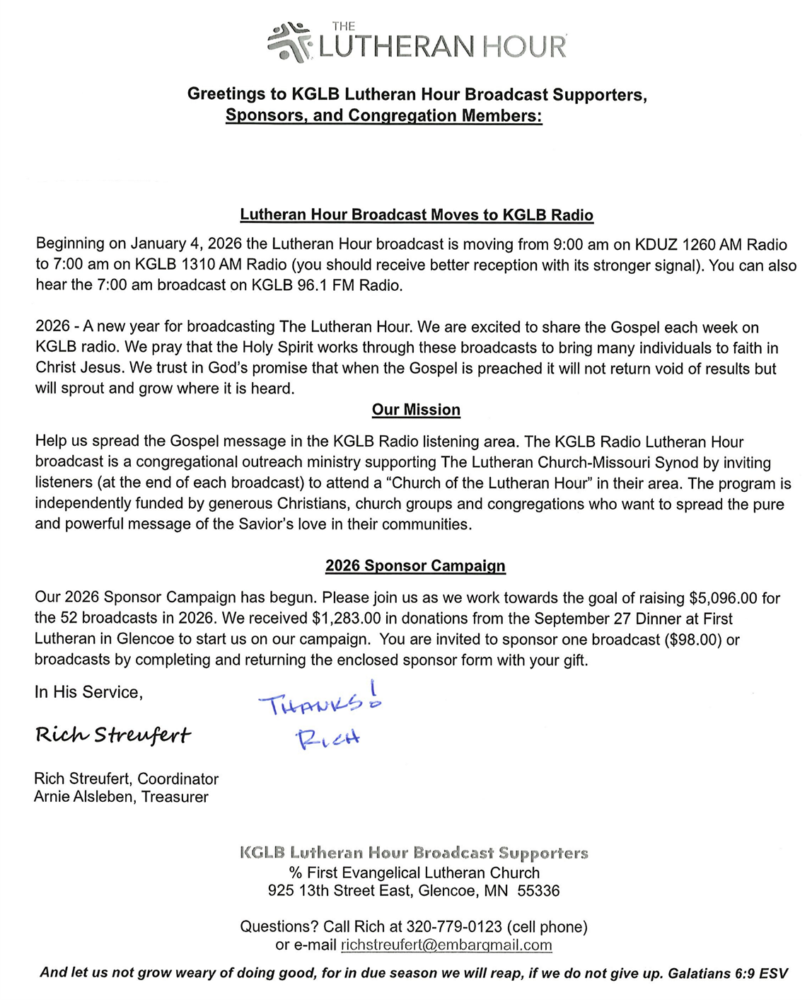 THE
LUTHERAN HOUR
Greetings to KGLB Lutheran Hour Broadcast Supporters,
Sponsors, and Congregation Members:
Lutheran Hour Broadcast Moves to KGLB Radio
Beginning on January 4, 2026 the Lutheran Hour broadcast is moving from 9:00 am on KDUZ 1260 AM Radio
to 7:00 am on KGLB 1310 AM Radio (you should receive better reception with its stronger signal). You can also
hear the 7:00 am broadcast on KGLB 96.1 FM Radio.
2026 - A new year for broadcasting The Lutheran Hour. We are excited to share the Gospel each week on
KGLB radio. We pray that the Holy Spirit works through these broadcasts to bring many individuals to faith in
Christ Jesus. We trust in God's promise that when the Gospel is preached it will not return void of results but
will sprout and grow where it is heard.
Our Mission
Help us spread the Gospel message in the KGLB Radio listening area. The KGLB Radio Lutheran Hour
broadcast is a congregational outreach ministry supporting The Lutheran Church-Missouri Synod by inviting
listeners (at the end of each broadcast) to attend a “Church of the Lutheran Hour” in their area. The program is
independently funded by generous Christians, church groups and congregations who want to spread the pure
and powerful message of the Savior's love in their communities.
2026 Sponsor Campaign
Our 2026 Sponsor Campaign has begun. Please join us as we work towards the goal of raising $5,096.00 for
the 52 broadcasts in 2026. We received $1,283.00 in donations from the September 27 Dinner at First
Lutheran in Glencoe to start us on our campaign.  You are invited to sponsor one broadcast ($98.00) or
broadcasts by completing and returning the enclosed sponsor form with your gift.
In His Service,
THANKS!
Rich Streufert
RICH
Rich Streufert, Coordinator
Arnie Alsleben, Treasurer
KGLB Lutheran Hour Broadcast Supporters
% First Evangelical Lutheran Church
925 13th Street East, Glencoe, MN  55336
Questions? Call Rich at 320-779-0123 (cell phone)
or e-mail richstreufert@embarqmail.com
And let us not grow weary of doing good, for in due season we will reap, if we do not give up. Galatians 6:9 ESV